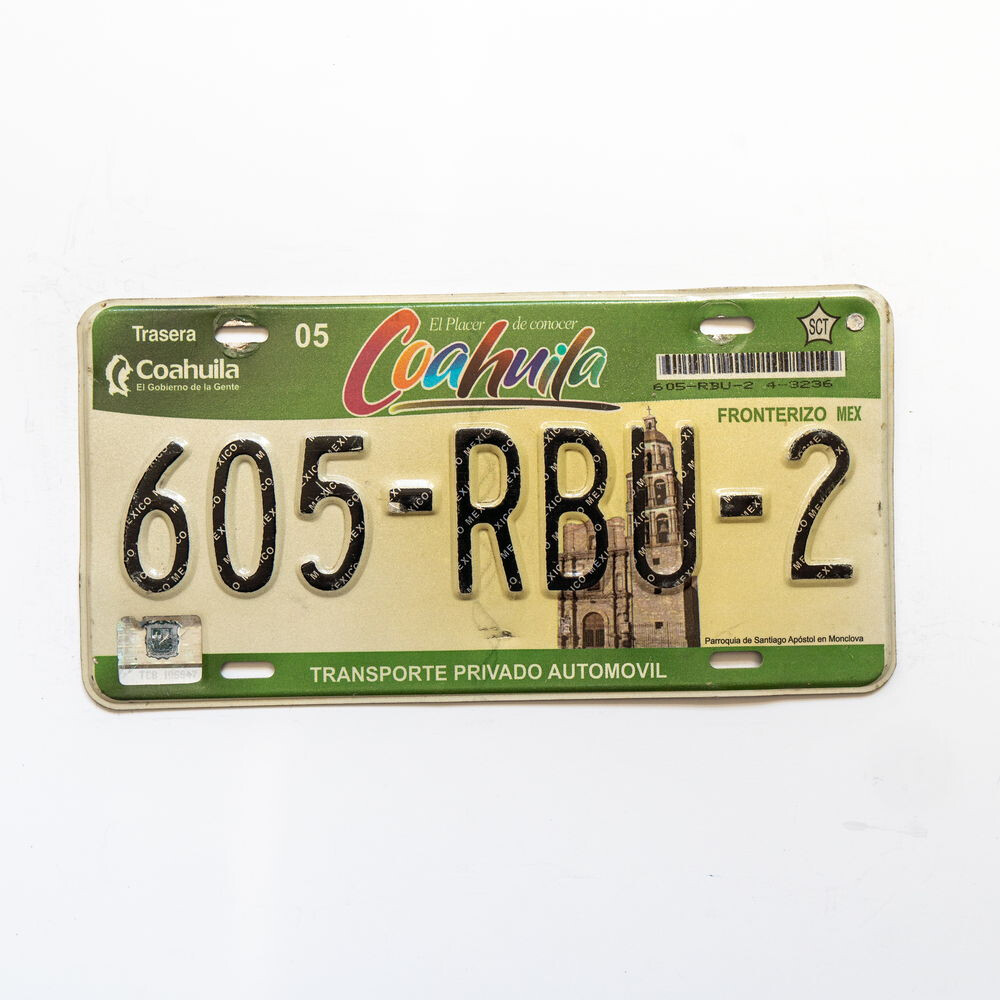 Trasera
05
El Placer de conocer
Coahuila
SCT
Coahuila
El Gobierno de la Gente
605-RBU-2 4-3236
FRONTERIZO MEX
605-RBU-2
Parroquia de Santiago Apóstol en Monclova
TRANSPORTE PRIVADO AUTOMOVIL